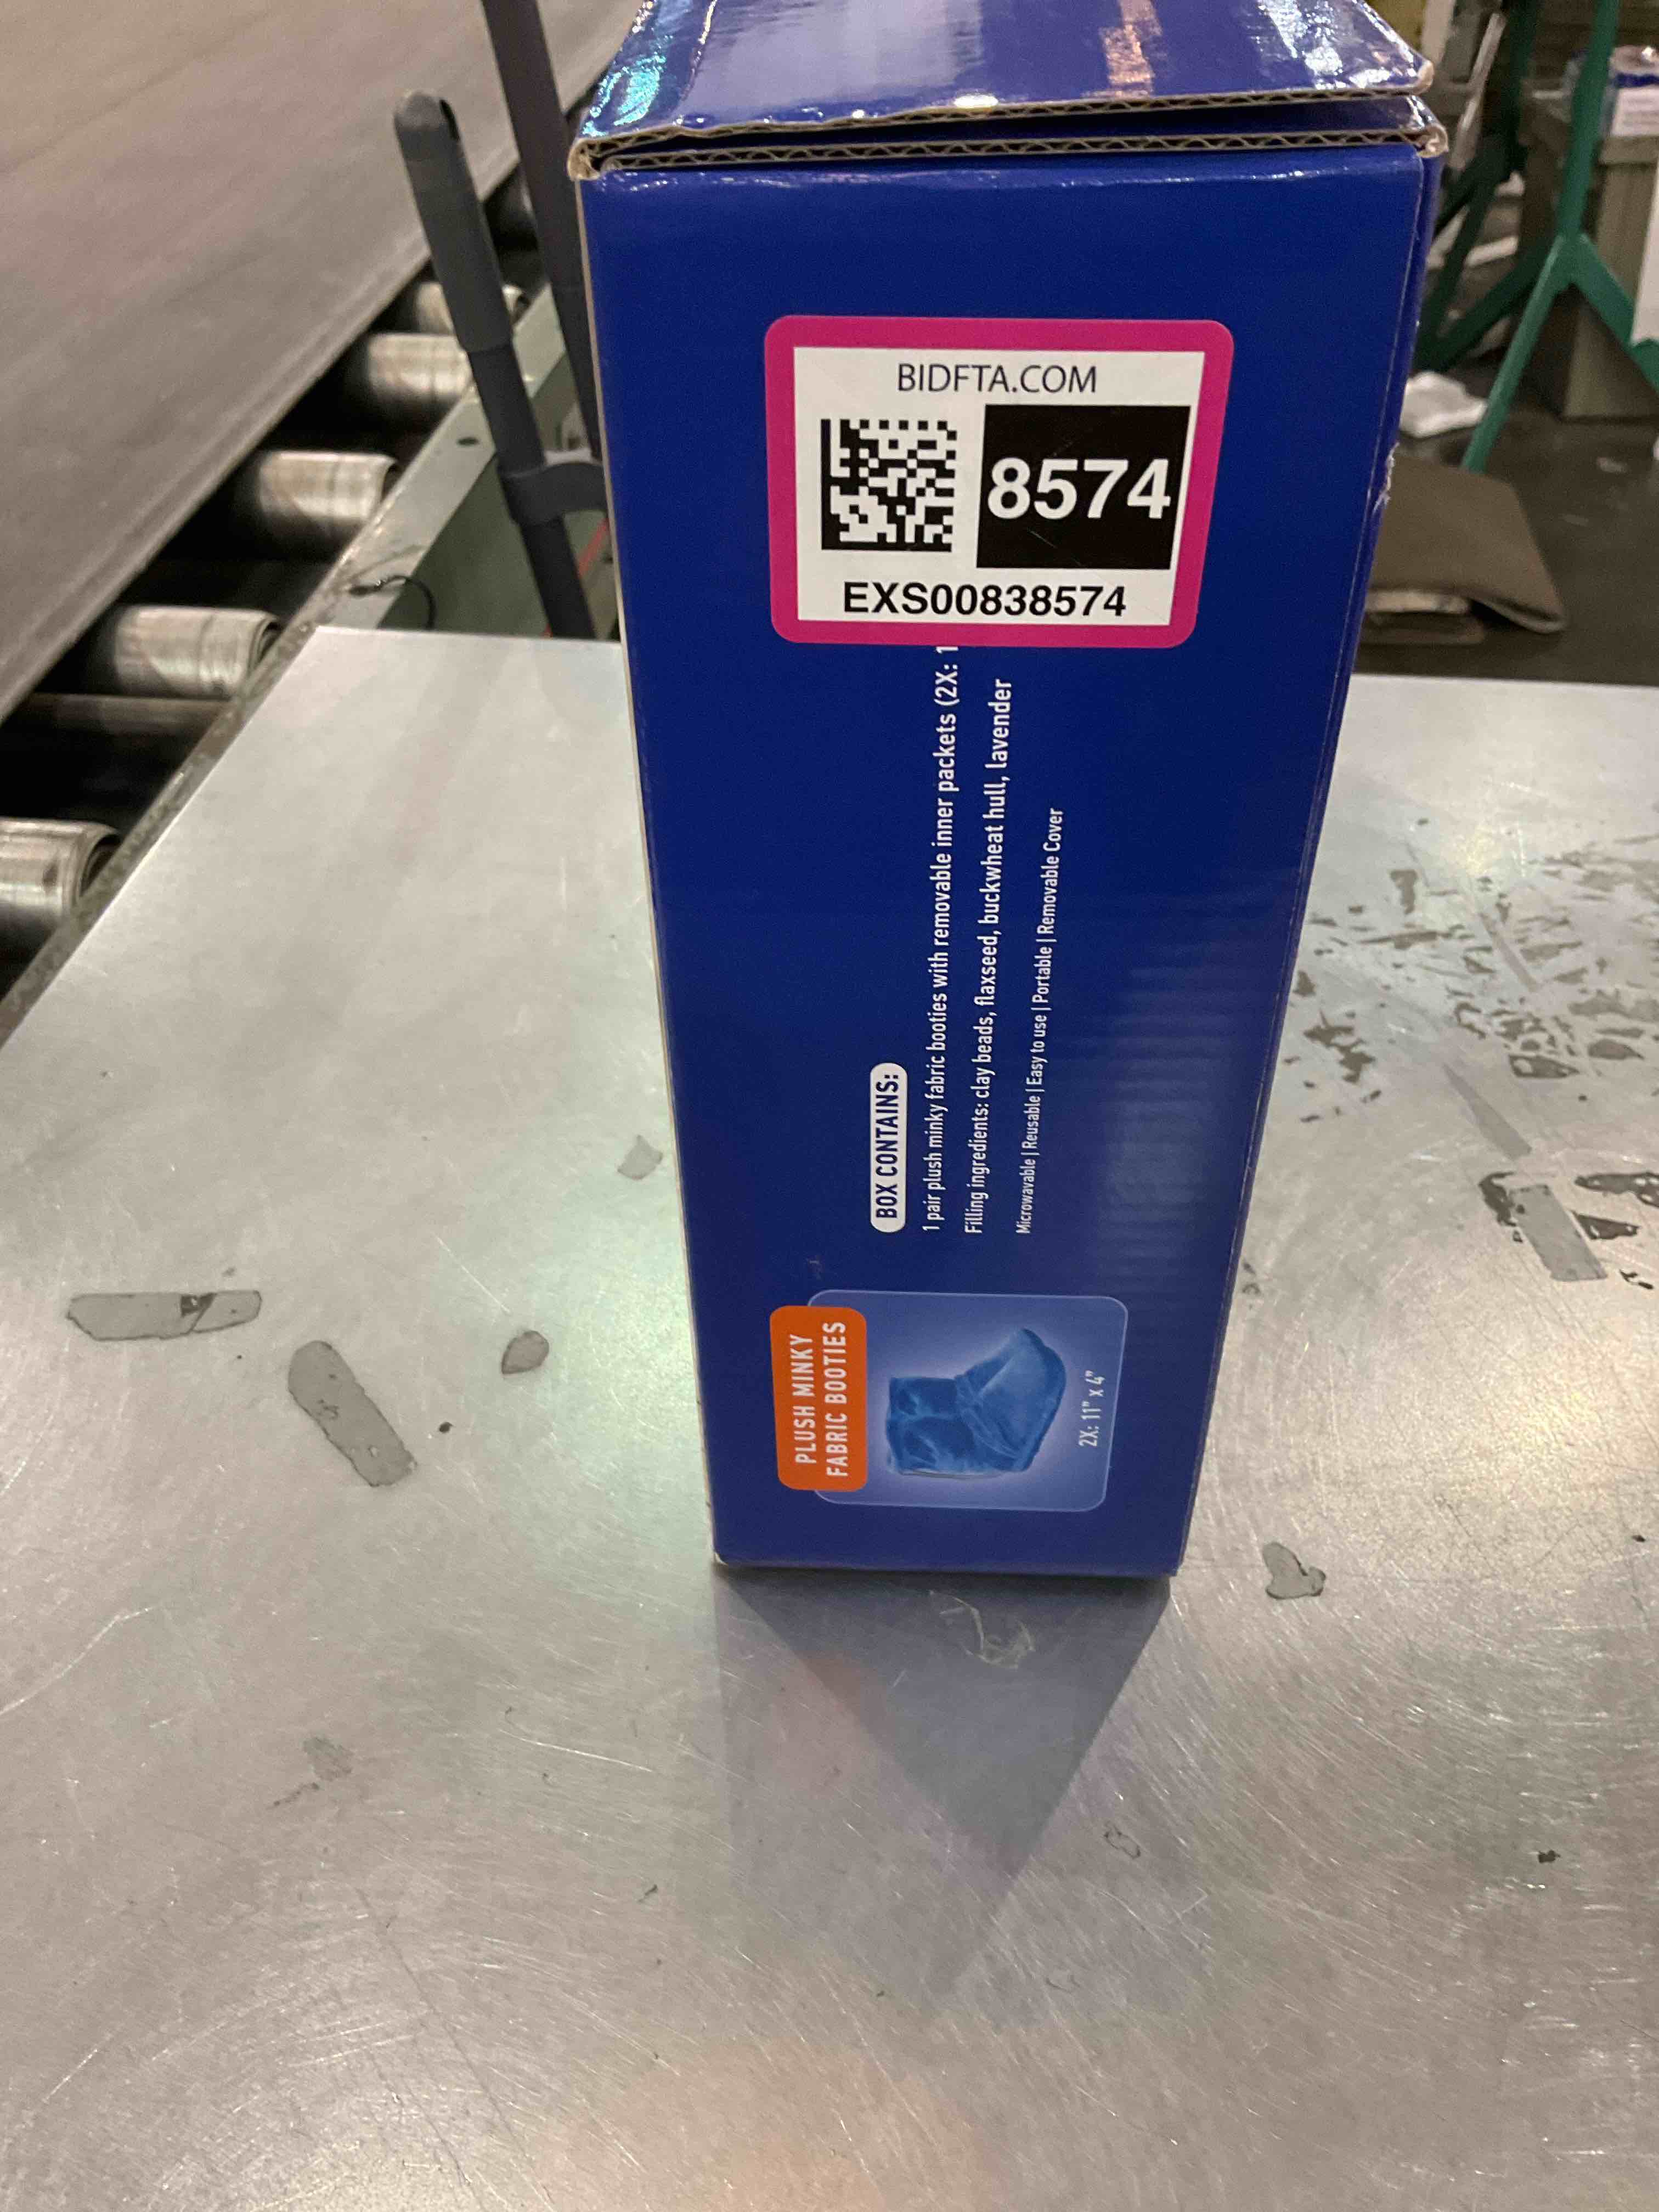 BIDFTA.COM
8574
EXS00838574
BOX CONTAINS:
1 pair plush minky fabric booties with removable inner packets (2X: 1
Filling ingredients: clay beads, flaxseed, buckwheat hull, lavender
Microwavable | Reusable | Easy to use | Portable | Removable Cover
PLUSH MINKY
FABRIC BOOTIES
2X: 11" x 4"